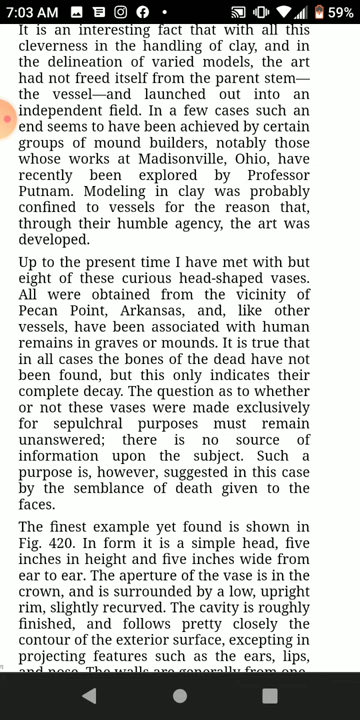 7:03 AM
59%
It is an interesting fact that with all this
cleverness in the handling of clay, and in
the delineation of varied models, the art
had not freed itself from the parent stem—
the vessel—and launched out into an
independent field. In a few cases such an
end seems to have been achieved by certain
groups of mound builders, notably those
whose works at Madisonville, Ohio, have
recently been explored by Professor
Putnam. Modeling in clay was probably
confined to vessels for the reason that,
through their humble agency, the art was
developed.
Up to the present time I have met with but
eight of these curious head-shaped vases.
All were obtained from the vicinity of
Pecan Point, Arkansas, and, like other
vessels, have been associated with human
remains in graves or mounds. It is true that
in all cases the bones of the dead have not
been found, but this only indicates their
complete decay. The question as to whether
or not these vases were made exclusively
for sepulchral purposes must remain
unanswered; there is no source of
information upon the subject. Such a
purpose is, however, suggested in this case
by the semblance of death given to the
faces.
The finest example yet found is shown in
Fig. 420. In form it is a simple head, five
inches in height and five inches wide from
ear to ear. The aperture of the vase is in the
crown, and is surrounded by a low, upright
rim, slightly recurved. The cavity is roughly
finished, and follows pretty closely the
contour of the exterior surface, excepting in
projecting features such as the ears, lips,
and nose. The walls are generally from one